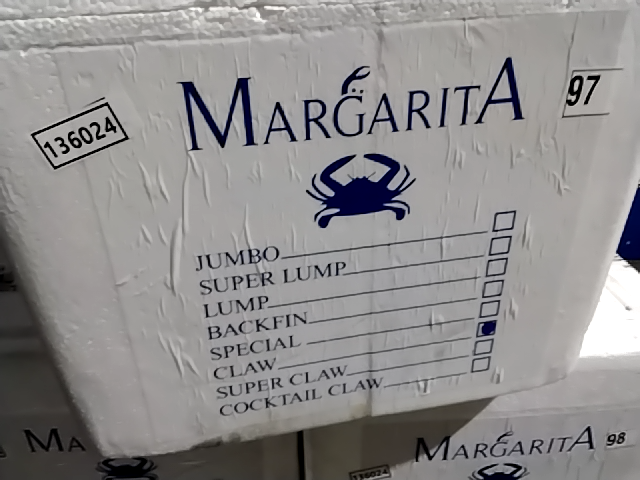 136024
MARGARITA
97
JUMBO
SUPER LUMP
LUMP
BACKFIN
SPECIAL
CLAW
SUPER CLAW
COCKTAIL CLAW
MA
MARGARITA 98
136024